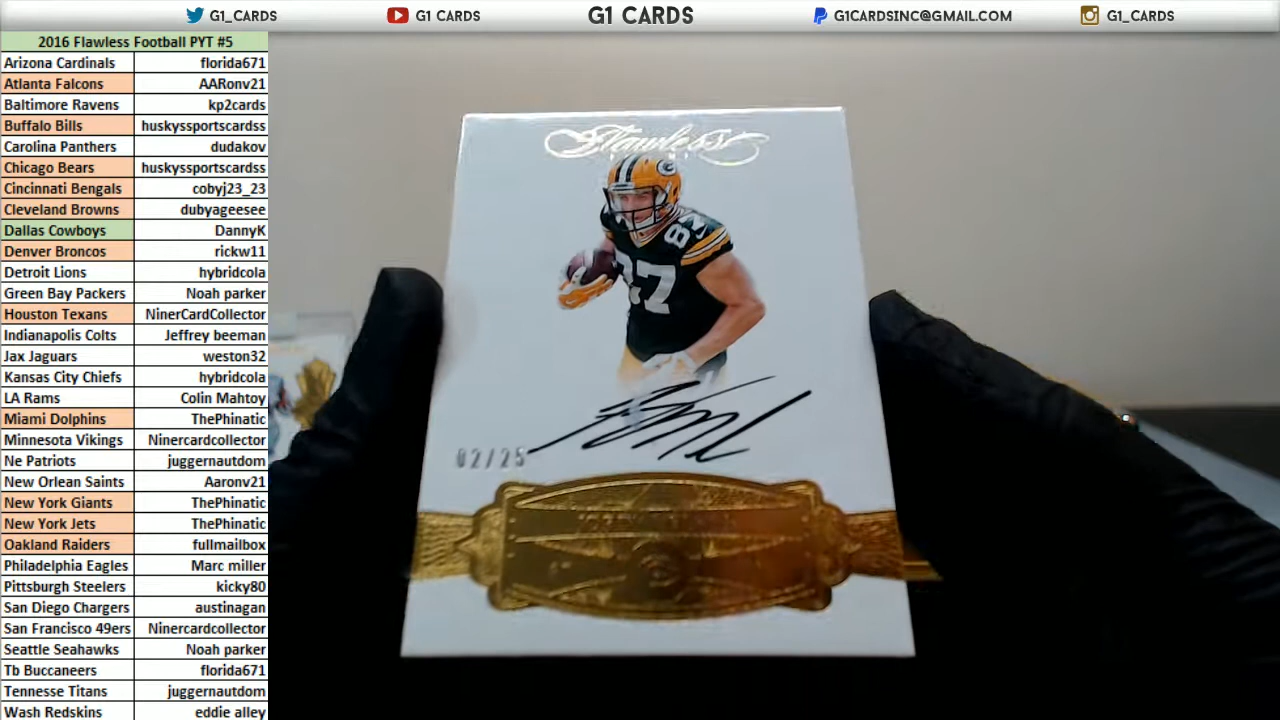 G1_CARDS G1 CARDS G1 CARDS G1CARDSINC@GMAIL.COM G1_CARDS
2016 Flawless Football PYT #5
Arizona Cardinals florida671
Atlanta Falcons AARonv21
Baltimore Ravens kp2cards
Buffalo Bills huskyssportscardss
Carolina Panthers dudakov
Chicago Bears huskyssportscardss
Cincinnati Bengals cobyj23_23
Cleveland Browns dubyageesee
Dallas Cowboys DannyK
Denver Broncos rickw11
Detroit Lions hybridcola
Green Bay Packers Noah parker
Houston Texans NinerCardCollector
Indianapolis Colts Jeffrey beeman
Jax Jaguars weston32
Kansas City Chiefs hybridcola
LA Rams Colin Mahtoy
Miami Dolphins ThePhinatic
Minnesota Vikings Ninercardcollector
Ne Patriots juggernautdom
New Orlean Saints Aaronv21
New York Giants ThePhinatic
New York Jets ThePhinatic
Oakland Raiders fullmailbox
Philadelphia Eagles Marc miller
Pittsburgh Steelers kicky80
San Diego Chargers austinagan
San Francisco 49ers Ninercardcollector
Seattle Seahawks Noah parker
Tb Buccaneers florida671
Tennesse Titans juggernautdom
Wash Redskins eddie alley
Flawless
G
87
87
02/25